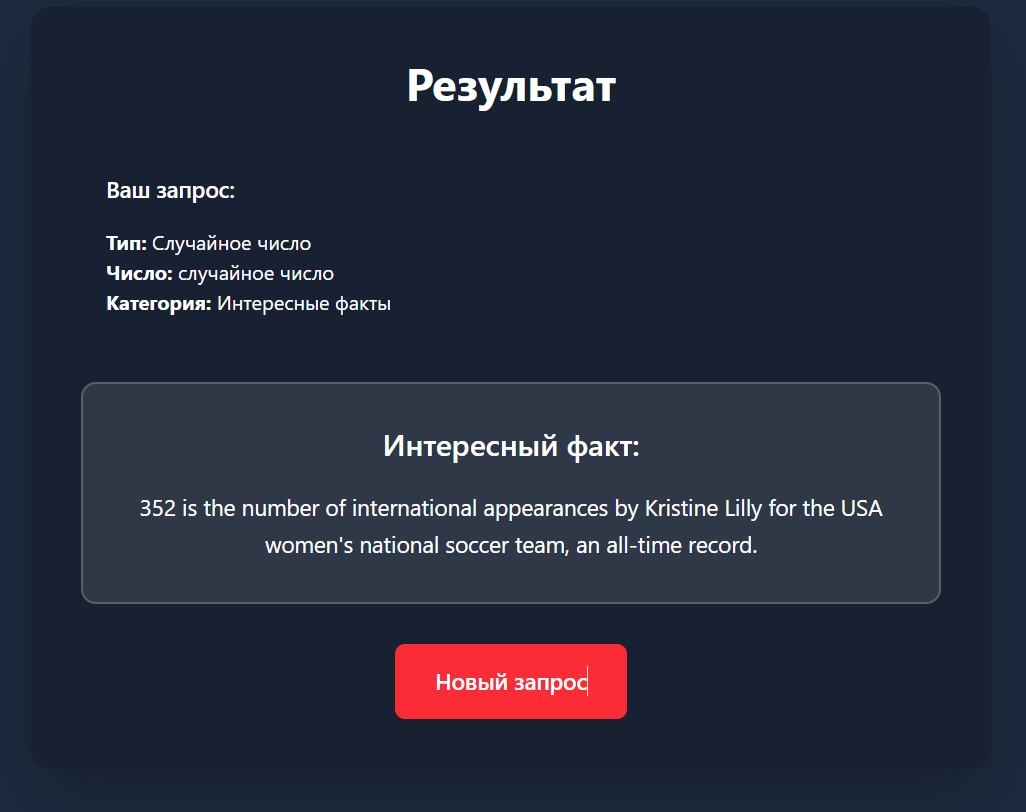 Результат
Ваш запрос:
Тип: Случайное число
Число: случайное число
Категория: Интересные факты
Интересный факт:
352 is the number of international appearances by Kristine Lilly for the USA
women's national soccer team, an all-time record.
Новый запрос